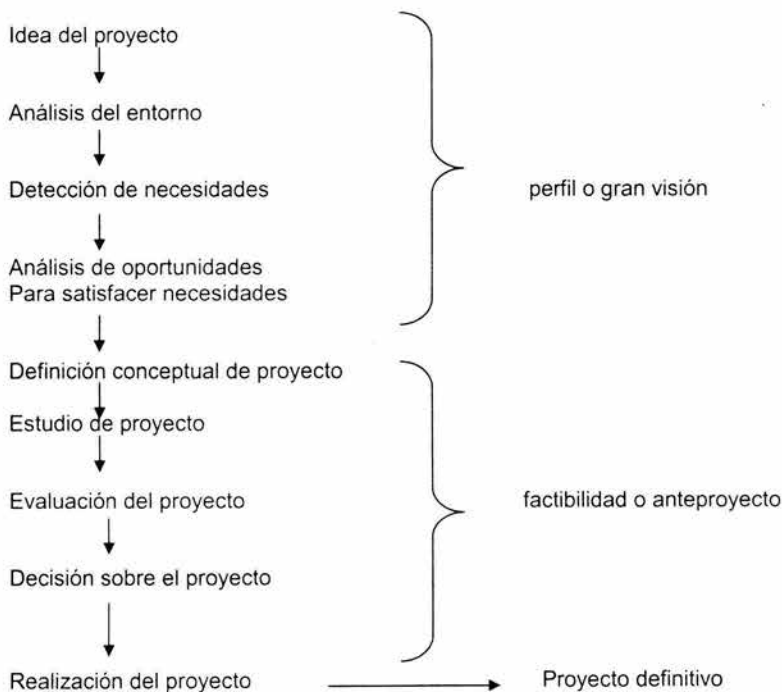 Idea del proyecto
Análisis del entorno
Detección de necesidades
perfil o gran visión
Análisis de oportunidades
Para satisfacer necesidades
Definición conceptual de proyecto
Estudio de proyecto
Evaluación del proyecto
factibilidad o anteproyecto
Decisión sobre el proyecto
Realización del proyecto
Proyecto definitivo